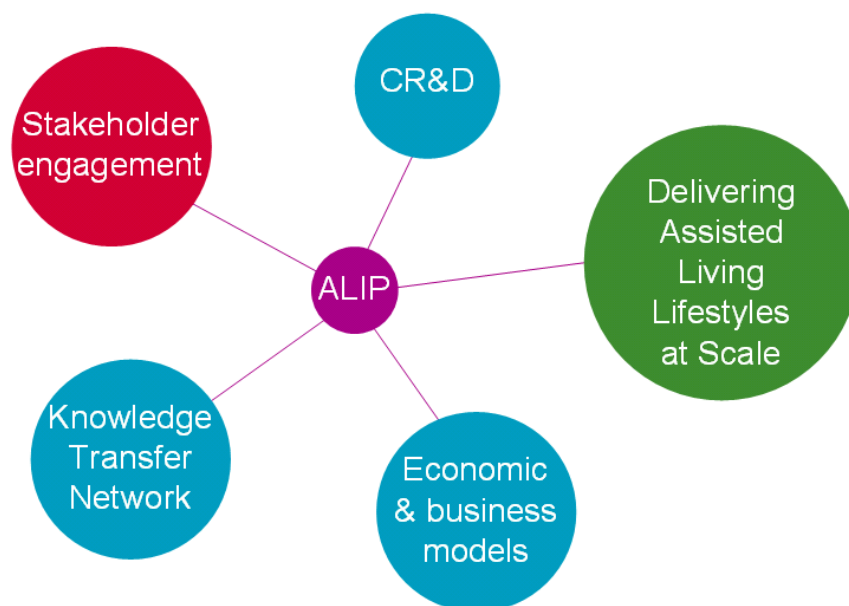 CR&D
Stakeholder
engagement
Delivering
Assisted
Living
Lifestyles
at Scale
ALIP
Knowledge
Transfer
Network
Economic
& business
models